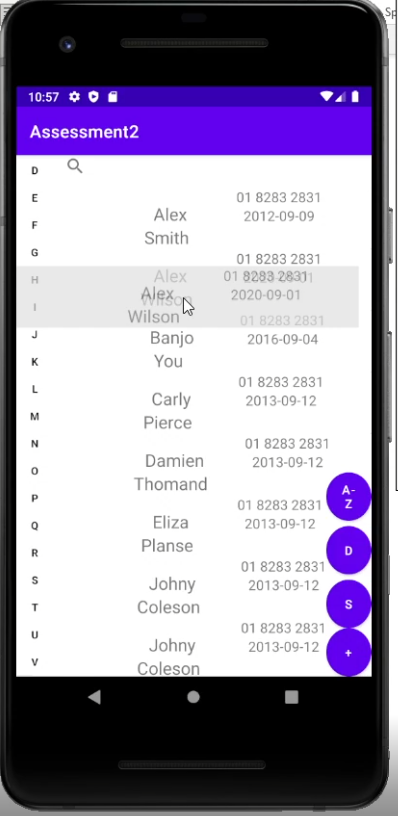 Sp
10:57
Assessment2
D
E
F
G
H
I
J
K
L
M
N
O
P
Q
R
S
T
U
V
Alex
Smith
01 8283 2831
2012-09-09
01 8283 2831
Alex
Wilson
01 8283 2831
2020-09-01
Alex
Wilson
01 8283 2831
Banjo
You
2016-09-04
Carly
Pierce
01 8283 2831
2013-09-12
Damien
Thomand
01 8283 2831
2013-09-12
Eliza
Planse
01 8283 2831
2013-09-12
Johny
Coleson
01 8283 2831
2013-09-12
Johny
Coleson
01 8283 2831
2013-09-12
A-
Z
D
S
+